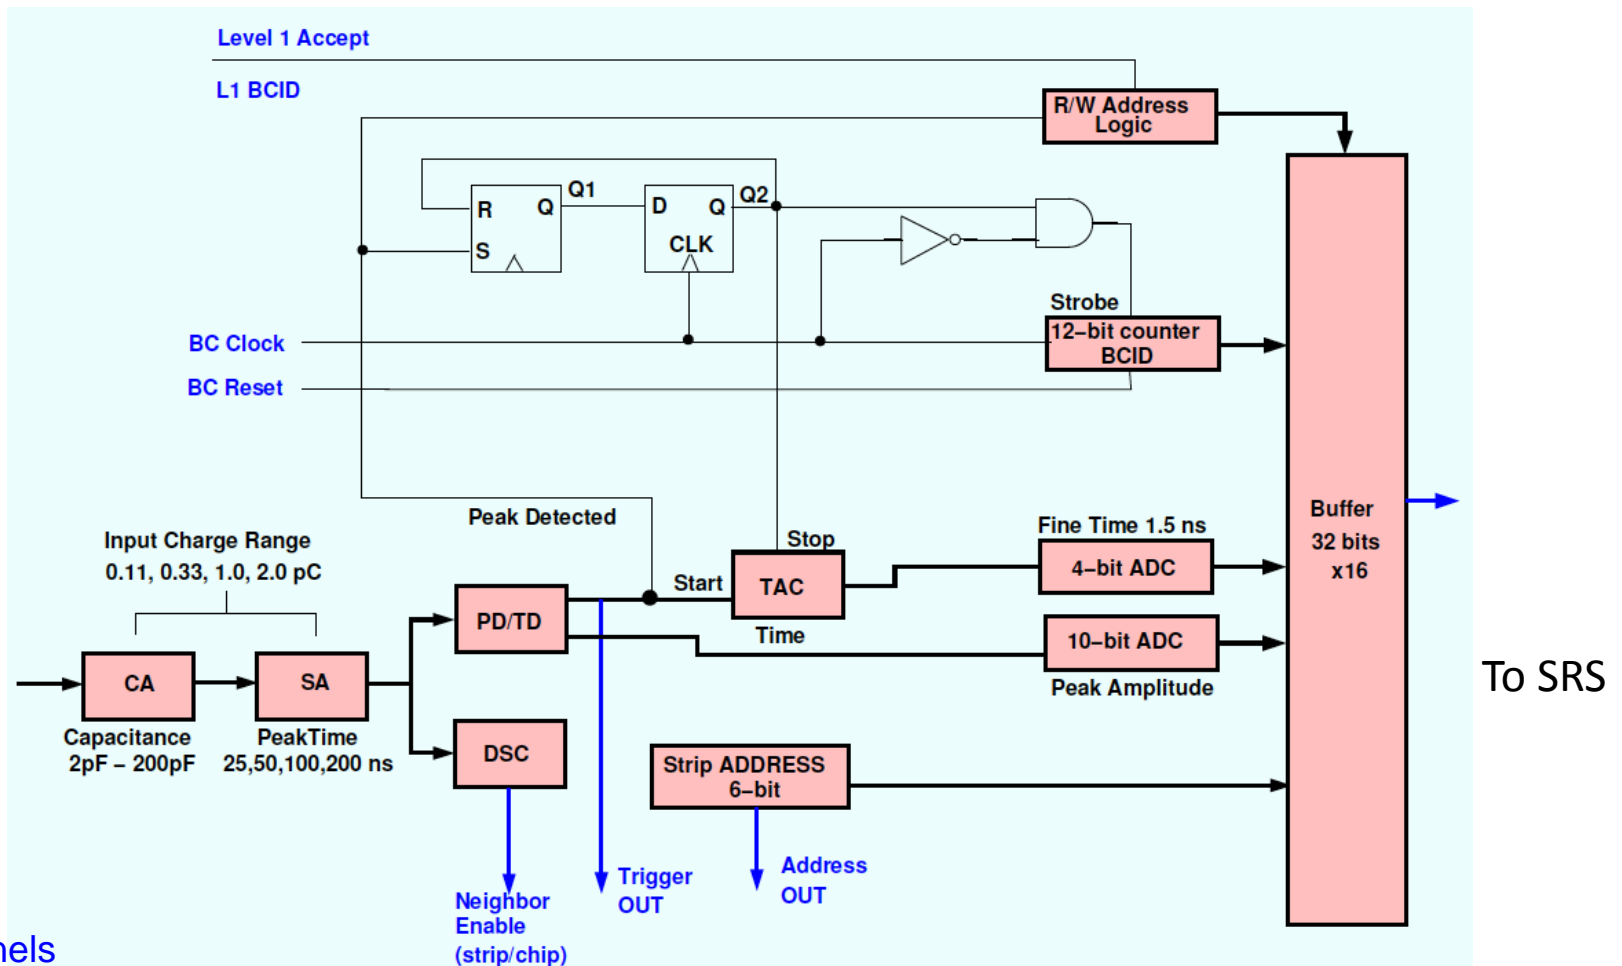 Level 1 Accept
L1 BCID
R/W Address
Logic
Q1
Q2
R
Q
D
Q
S
CLK
Strobe
BC Clock
12-bit counter
BCID
BC Reset
Peak Detected
Input Charge Range
0.11, 0.33, 1.0, 2.0 pC
Start
Stop
TAC
Time
Fine Time 1.5 ns
4-bit ADC
Buffer
32 bits
x16
PD/TD
10-bit ADC
Peak Amplitude
To SRS
CA
SA
Capacitance
2pF – 200pF
PeakTime
25,50,100,200 ns
DSC
Strip ADDRESS
6-bit
Neighbor
Enable
(strip/chip)
Trigger
OUT
Address
OUT
nels